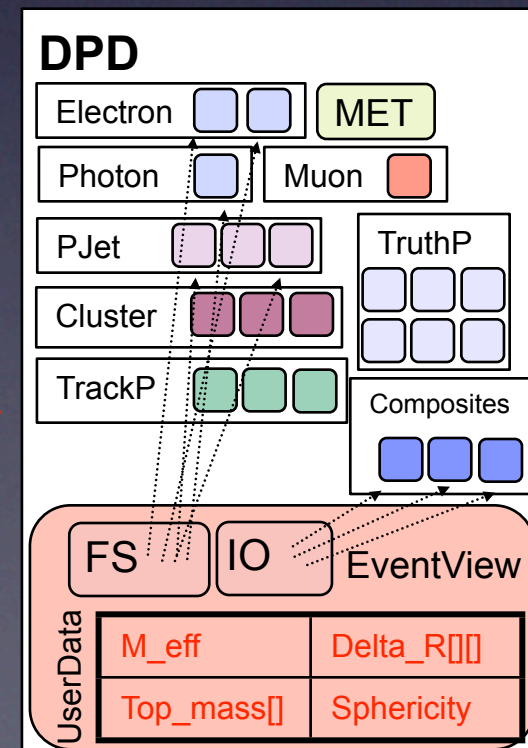 DPD
Electron
MET
Photon
Muon
PJet
TruthP
Cluster
TrackP
Composites
FS
IO
EventView
UserData
M_eff
Delta_R[][]
Top_mass[]
Sphericity